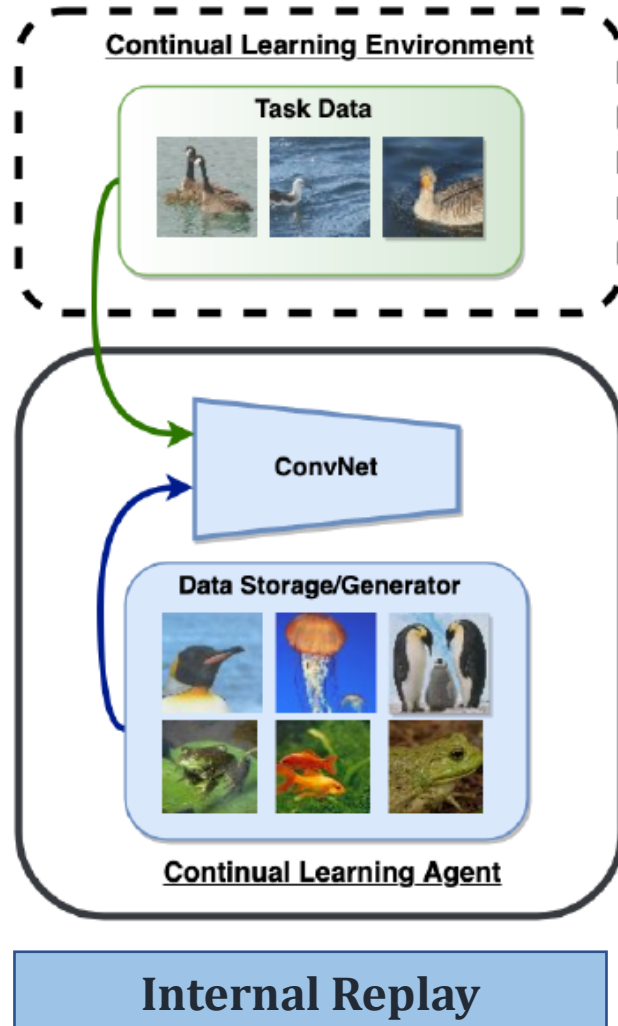 Continual Learning Environment
Task Data
ConvNet
Data Storage/Generator
Continual Learning Agent
Internal Replay